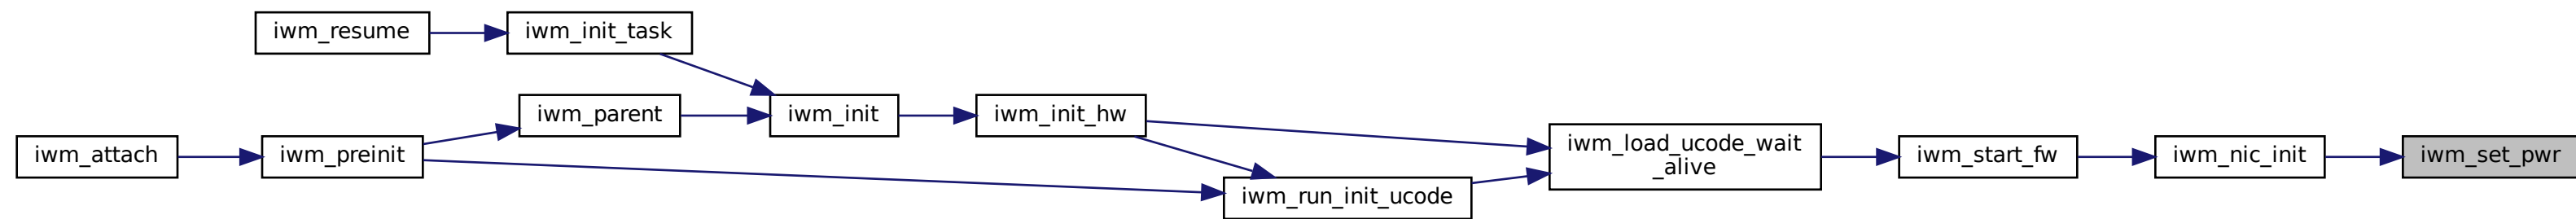 iwm_resume
iwm_init_task
iwm_parent
iwm_init
iwm_init_hw
iwm_attach
iwm_preinit
iwm_load_ucode_wait
_alive
iwm_start_fw
iwm_nic_init
iwm_set_pwr
iwm_run_init_ucode